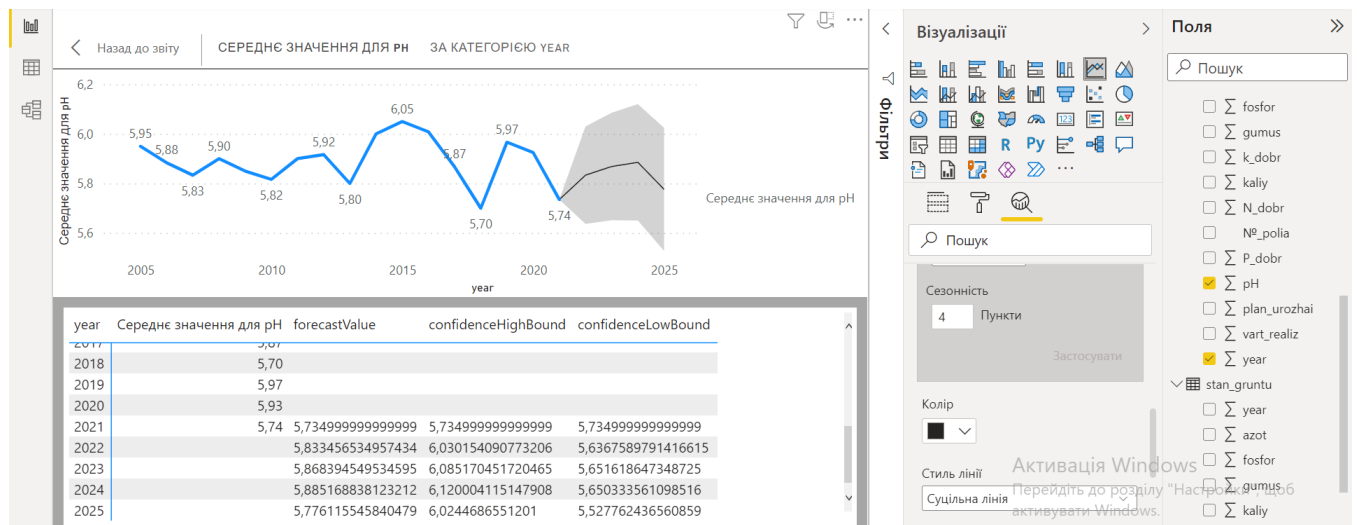 Назад до звіту
СЕРЕДНЄ ЗНАЧЕННЯ ДЛЯ PH ЗА КАТЕГОРІЄЮ YEAR
Середнє значення для pH
6,2
6,0
5,8
5,6
5,95
5,88
5,83
5,90
5,82
5,92
5,80
6,05
5,87
5,70
5,97
5,74
2005 2010 2015 2020 2025
year
Середнє значення для pH
year Середнє значення для pH forecastValue confidenceHighBound confidenceLowBound
2017 5,87
2018 5,70
2019 5,97
2020 5,93
2021 5,74 5,734999999999999 5,734999999999999 5,734999999999999
2022 5,833456534957434 6,030154090773206 5,6367589791416615
2023 5,868394549534595 6,085170451720465 5,651618647348725
2024 5,885168838123212 6,120004115147908 5,650333561098516
2025 5,776115545840479 6,0244686551201 5,527762436560859
Фільтри
Візуалізації
123
R Py
Пошук
Сезонність
4 Пункти
Застосувати
Колір
Стиль лінії
Суцільна лінія
Поля
Пошук
fosfor
gumus
k_dobr
kaliy
N_dobr
№_polia
P_dobr
pH
plan_urozhai
vart_realiz
year
stan_gruntu
year
azot
fosfor
gumus
kaliy
Активація Windows
Перейдіть до розділу "Настройки", щоб
активувати Windows.